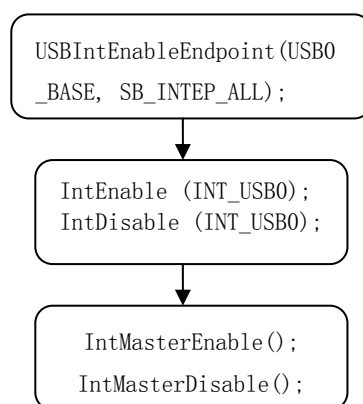 USBIntEnableEndpoint(USB0
_BASE, SB_INTEP_ALL);
IntEnable (INT_USB0);
IntDisable (INT_USB0);
IntMasterEnable();
IntMasterDisable();